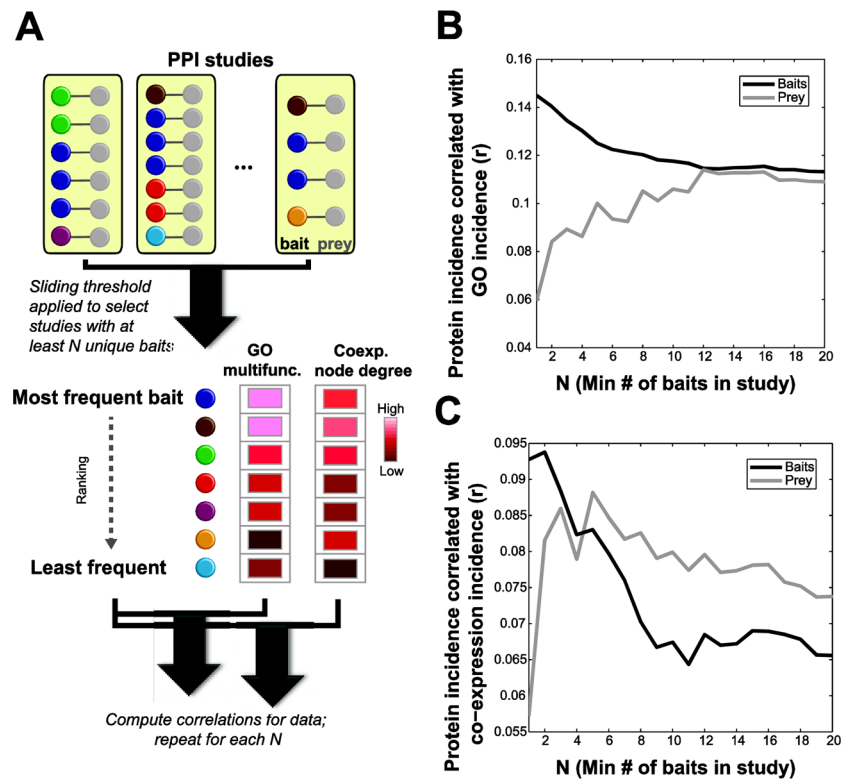 A
PPI studies
...
bait prey
Sliding threshold
applied to select
studies with at
least N unique baits
GO
multifunc.
Coexp.
node degree
Most frequent bait
High
Low
Ranking
Least frequent
Compute correlations for data;
repeat for each N
B
Protein incidence correlated with
GO incidence (r)
0.16
0.14
0.12
0.1
0.08
0.06
0.04
Baits
Prey
2 4 6 8 10 12 14 16 18 20
N (Min # of baits in study)
C
Protein incidence correlated with
co−expression incidence (r)
0.095
0.09
0.085
0.08
0.075
0.07
0.065
0.06
0.055
Baits
Prey
2 4 6 8 10 12 14 16 18 20
N (Min # of baits in study)